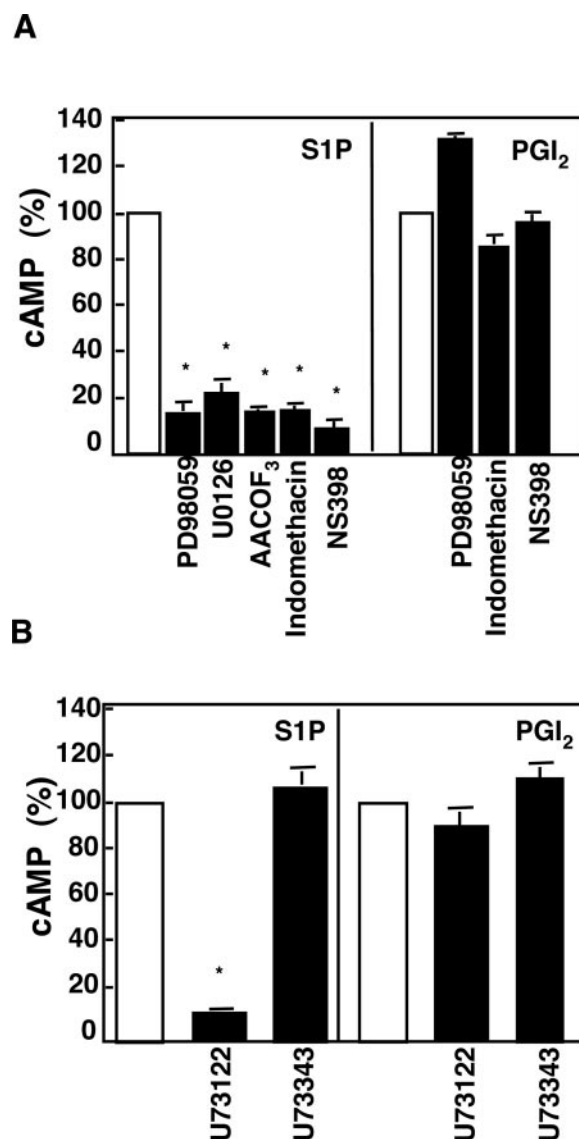 A
140
120
100
80
60
40
20
0
cAMP (%)
S1P
PGI₂
*
*
*
*
*
PD98059
U0126
AACOF₃
Indomethacin
NS398
PD98059
Indomethacin
NS398
B
140
120
100
80
60
40
20
0
cAMP (%)
S1P
PGI₂
*
U73122
U73343
U73122
U73343